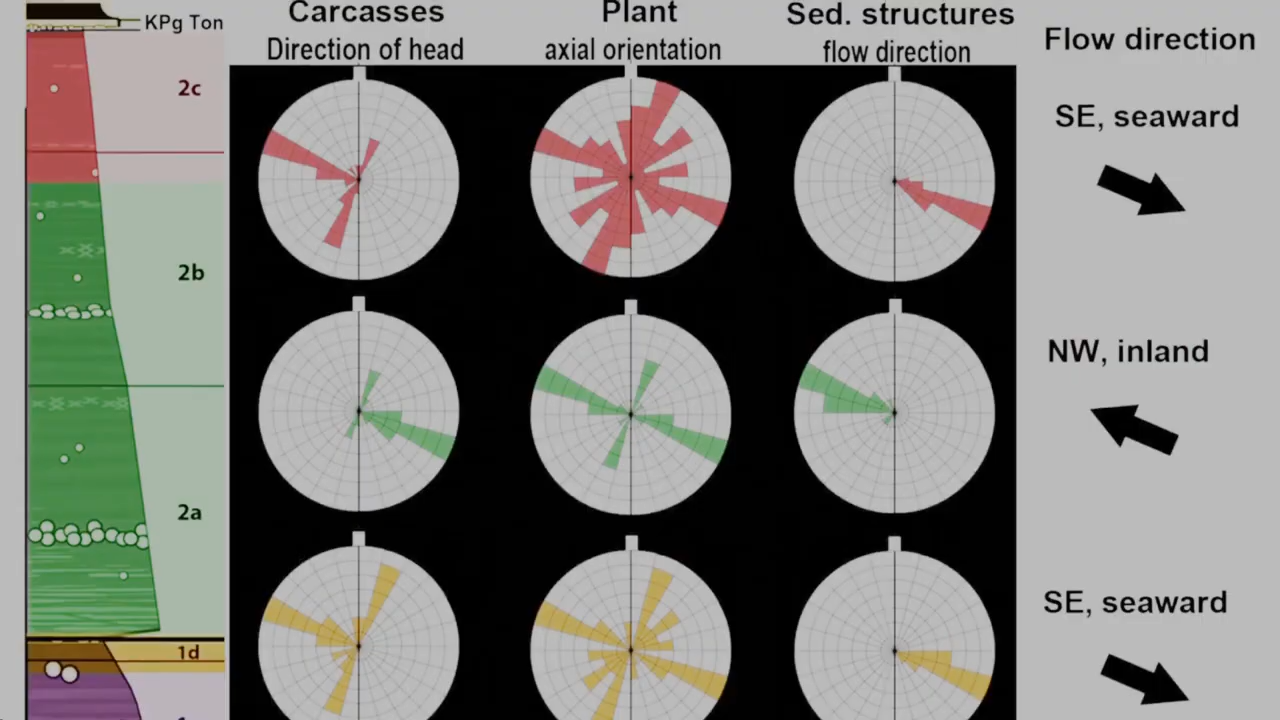 KPg Ton
Carcasses
Direction of head
Plant
axial orientation
Sed. structures
flow direction
Flow direction
2c
SE, seaward
2b
NW, inland
2a
SE, seaward
1d